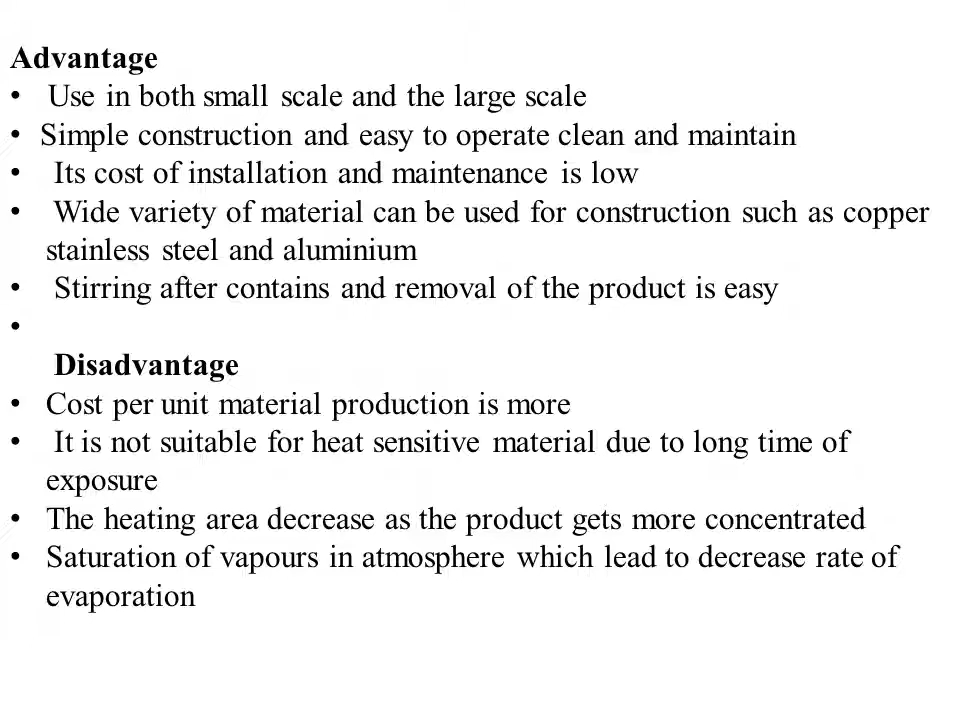 Advantage
• Use in both small scale and the large scale
• Simple construction and easy to operate clean and maintain
• Its cost of installation and maintenance is low
• Wide variety of material can be used for construction such as copper
stainless steel and aluminium
• Stirring after contains and removal of the product is easy
•
Disadvantage
• Cost per unit material production is more
• It is not suitable for heat sensitive material due to long time of
exposure
• The heating area decrease as the product gets more concentrated
• Saturation of vapours in atmosphere which lead to decrease rate of
evaporation